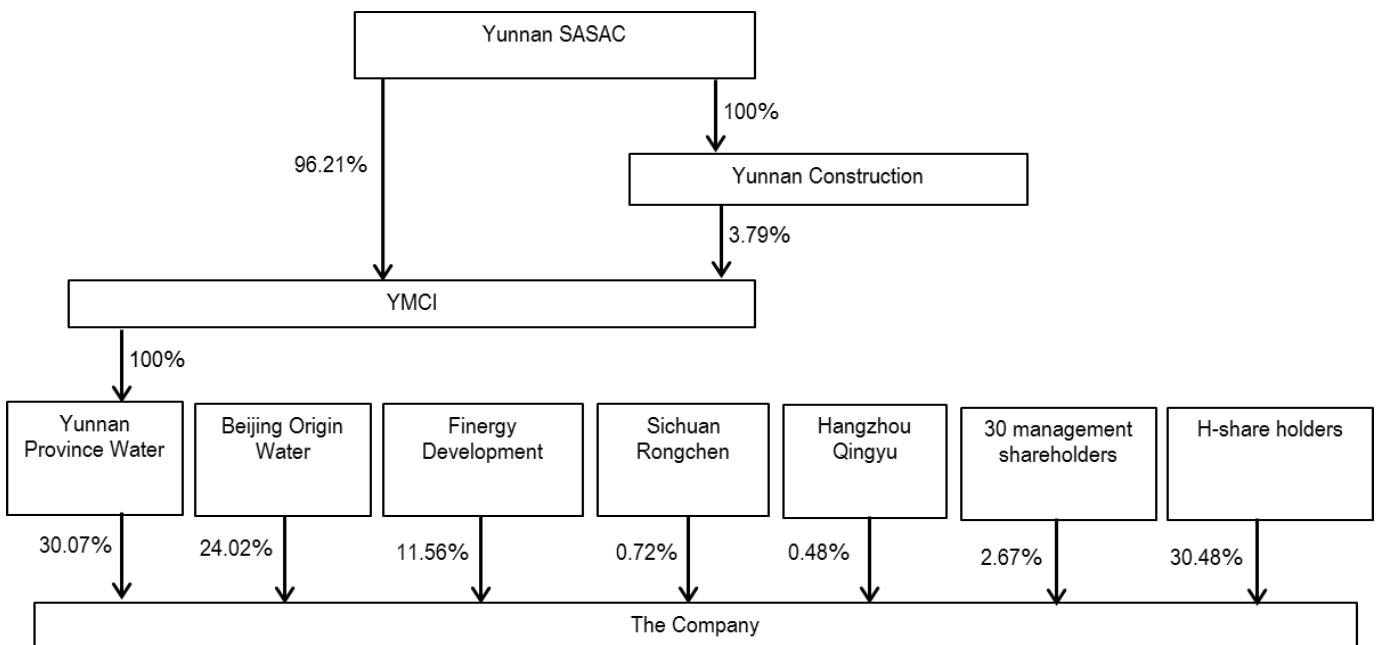 Yunnan SASAC
100%
96.21%
Yunnan Construction
3.79%
YMCI
100%
Yunnan
Province Water
Beijing Origin
Water
Finergy
Development
Sichuan
Rongchen
Hangzhou
Qingyu
30 management
shareholders
H-share holders
30.07%
24.02%
11.56%
0.72%
0.48%
2.67%
30.48%
The Company